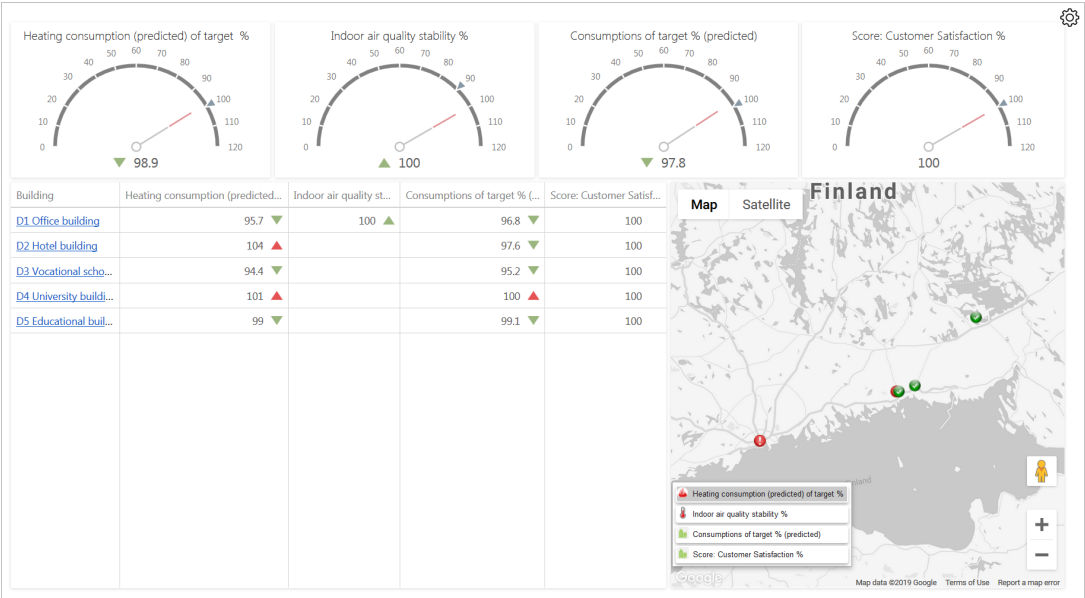 Heating consumption (predicted) of target %
0 10 20 30 40 50 60 70 80 90 100 110 120
98.9
Indoor air quality stability %
0 10 20 30 40 50 60 70 80 90 100 110 120
100
Consumptions of target % (predicted)
0 10 20 30 40 50 60 70 80 90 100 110 120
97.8
Score: Customer Satisfaction %
0 10 20 30 40 50 60 70 80 90 100 110 120
100
Building Heating consumption (predicted... Indoor air quality st... Consumptions of target % (... Score: Customer Satisf...
D1 Office building 95.7 100 96.8 100
D2 Hotel building 104 97.6 100
D3 Vocational scho... 94.4 95.2 100
D4 University buildi... 101 100 100
D5 Educational buil... 99 99.1 100
Finland
Map Satellite
nland
Heating consumption (predicted) of target %
Indoor air quality stability %
Consumptions of target % (predicted)
Score: Customer Satisfaction %
Google
Map data ©2019 Google Terms of Use Report a map error